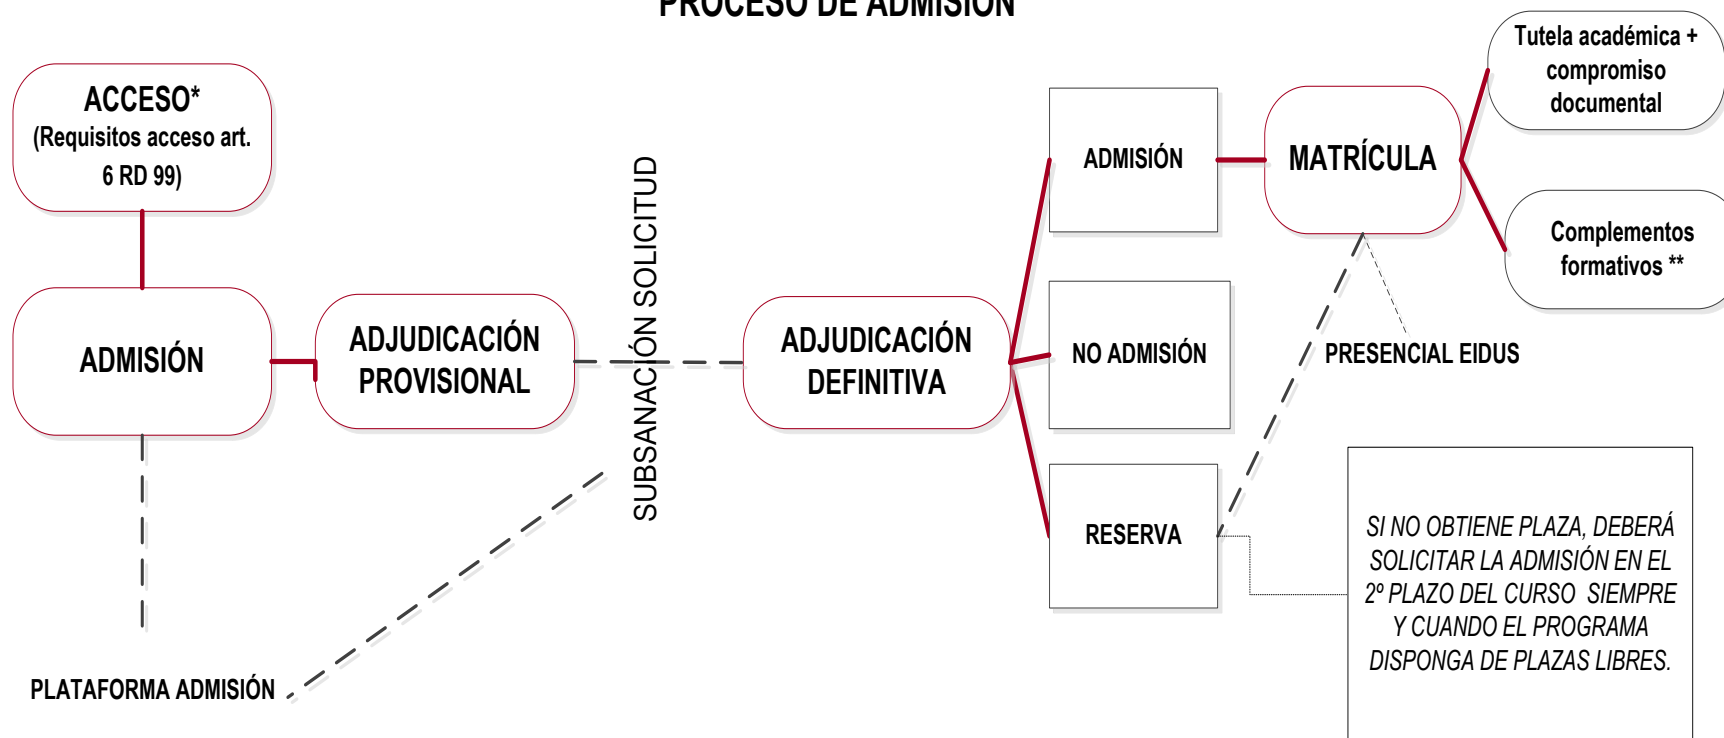 PROCESO DE ADMISIÓN
ACCESO*
(Requisitos acceso art.
6 RD 99)
ADMISIÓN
PLATAFORMA ADMISIÓN
ADJUDICACIÓN
PROVISIONAL
SUBSANACIÓN SOLICITUD
ADJUDICACIÓN
DEFINITIVA
ADMISIÓN
NO ADMISIÓN
RESERVA
MATRÍCULA
PRESENCIAL EIDUS
Tutela académica +
compromiso
documental
Complementos
formativos **
SI NO OBTIENE PLAZA, DEBERÁ
SOLICITAR LA ADMISIÓN EN EL
2º PLAZO DEL CURSO SIEMPRE
Y CUANDO EL PROGRAMA
DISPONGA DE PLAZAS LIBRES.